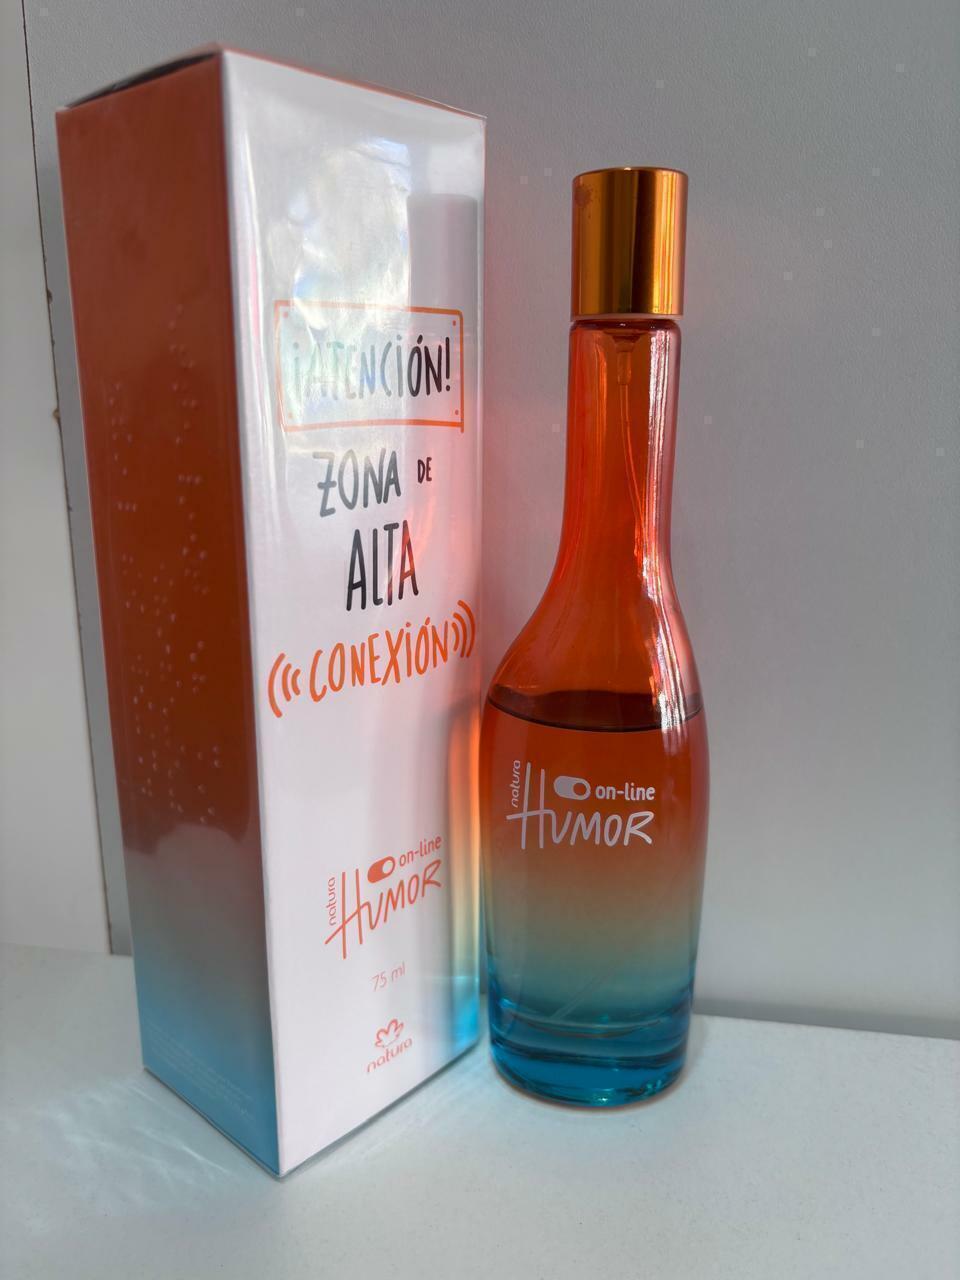 ¡ATENCIÓN!
ZONA DE
ALTA
CONEXIÓN
natura
on-line
HUMOR
75 ml
natura
natura
on-line
HUMOR